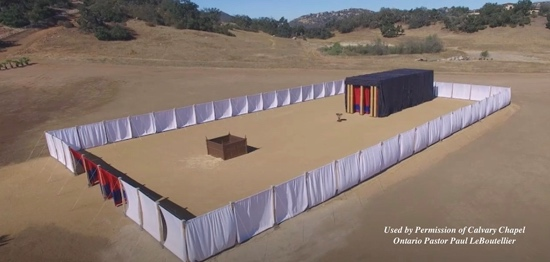 Used by Permission of Calvary Chapel
Ontario Pastor Paul LeBoutellier